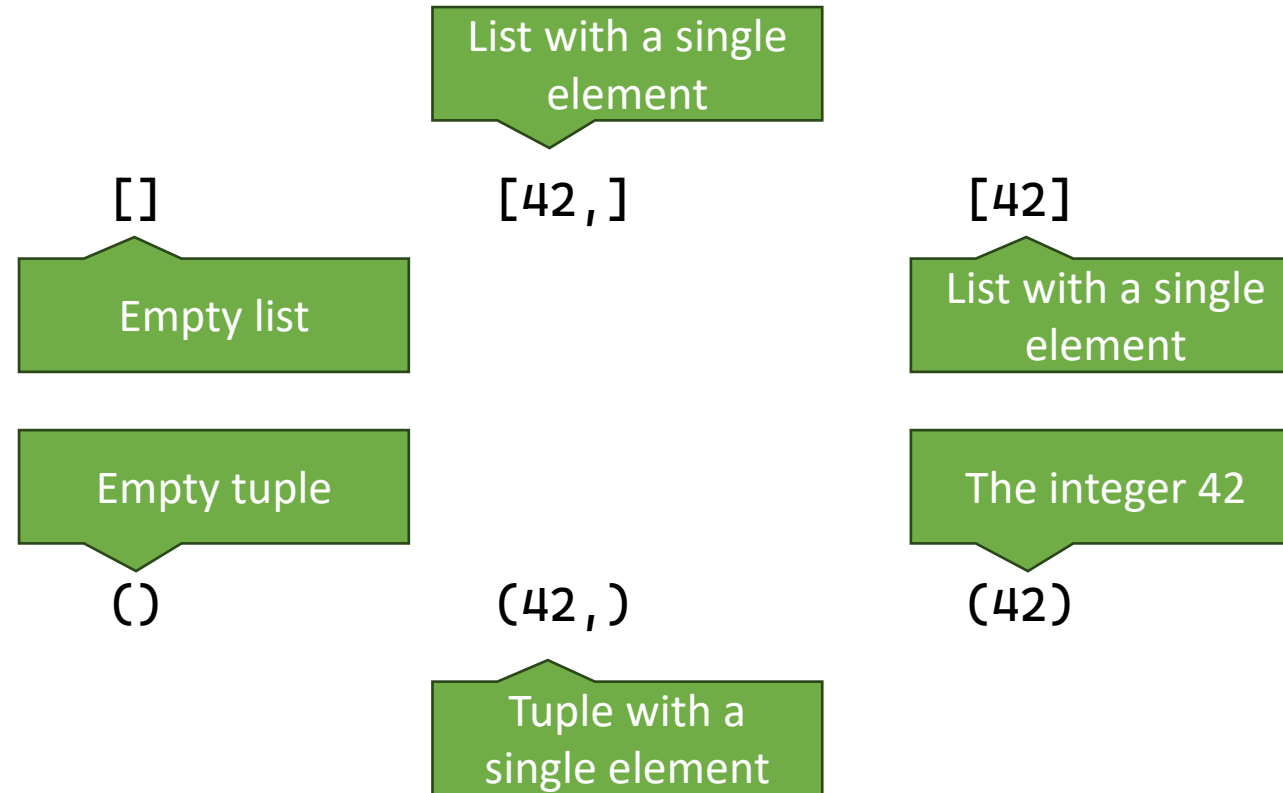 List with a single
element
[] [42,] [42]
Empty list
List with a single
element
Empty tuple
The integer 42
() (42,) (42)
Tuple with a
single element